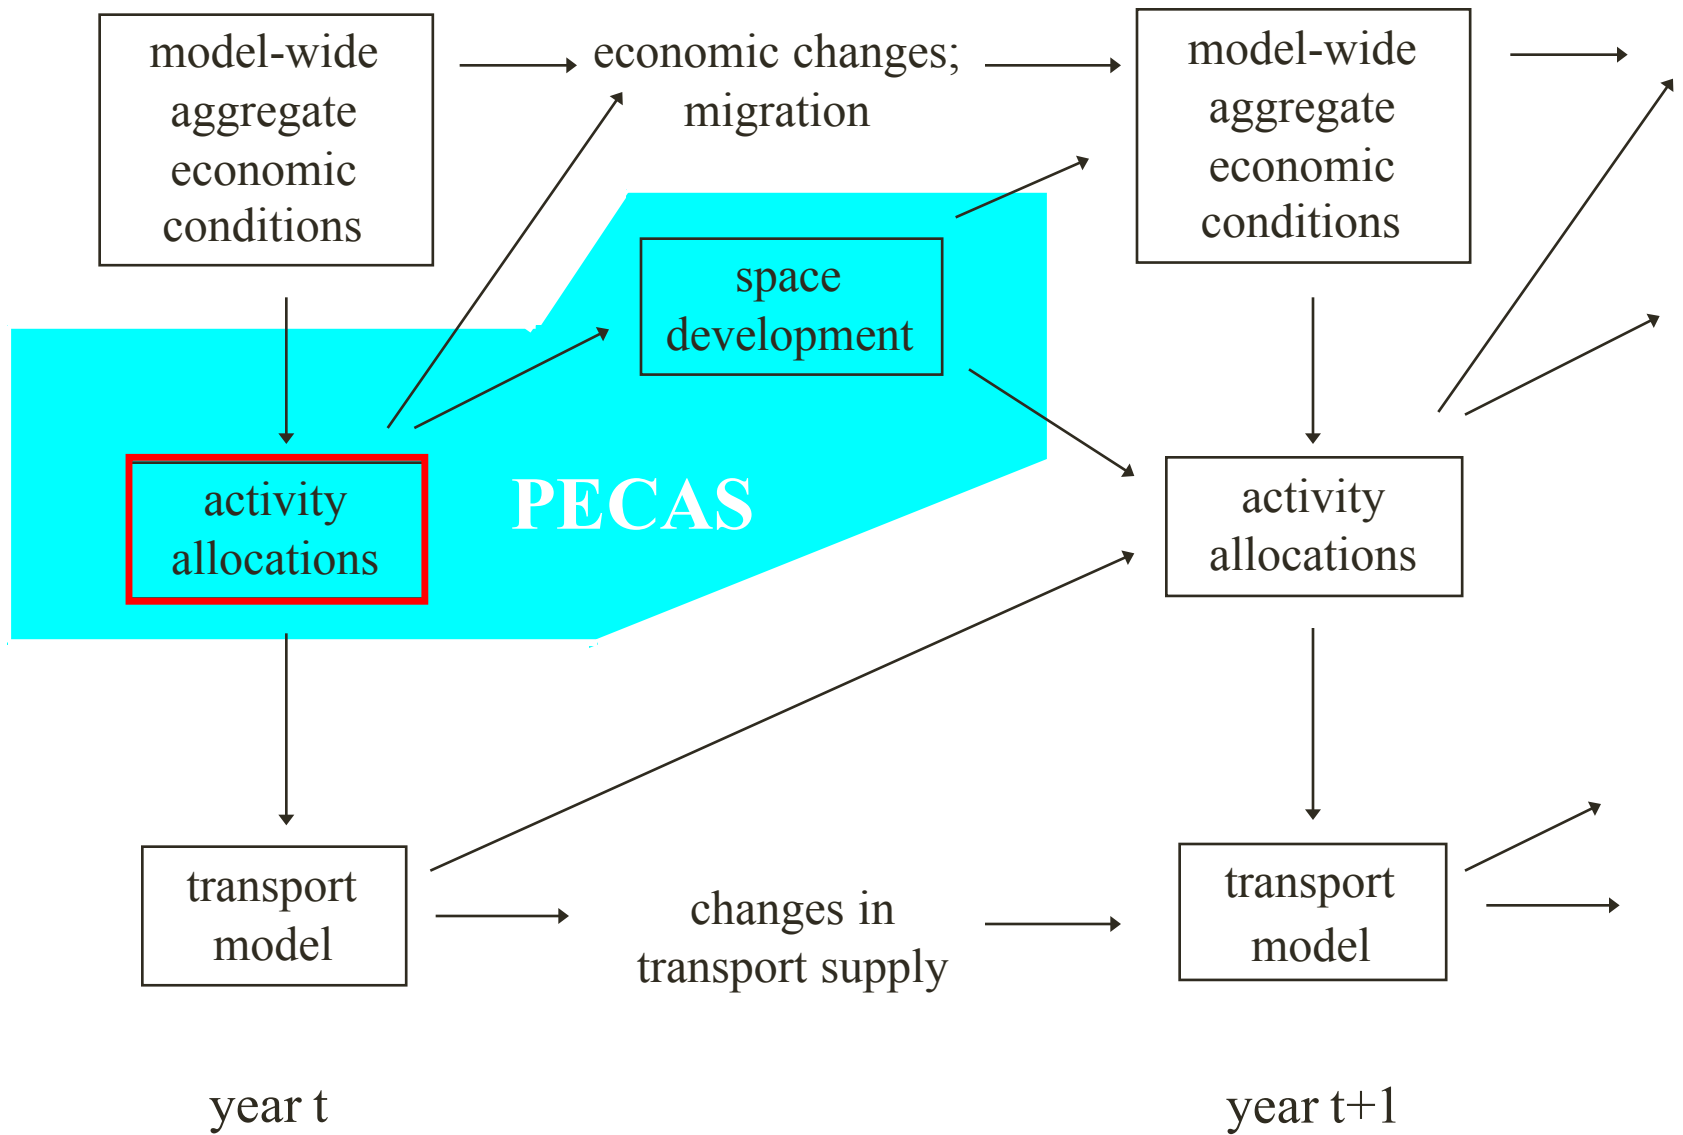 model-wide
aggregate
economic
conditions
economic changes;
migration
model-wide
aggregate
economic
conditions
space
development
activity
allocations
PECAS
activity
allocations
transport
model
changes in
transport supply
transport
model
year t
year t+1